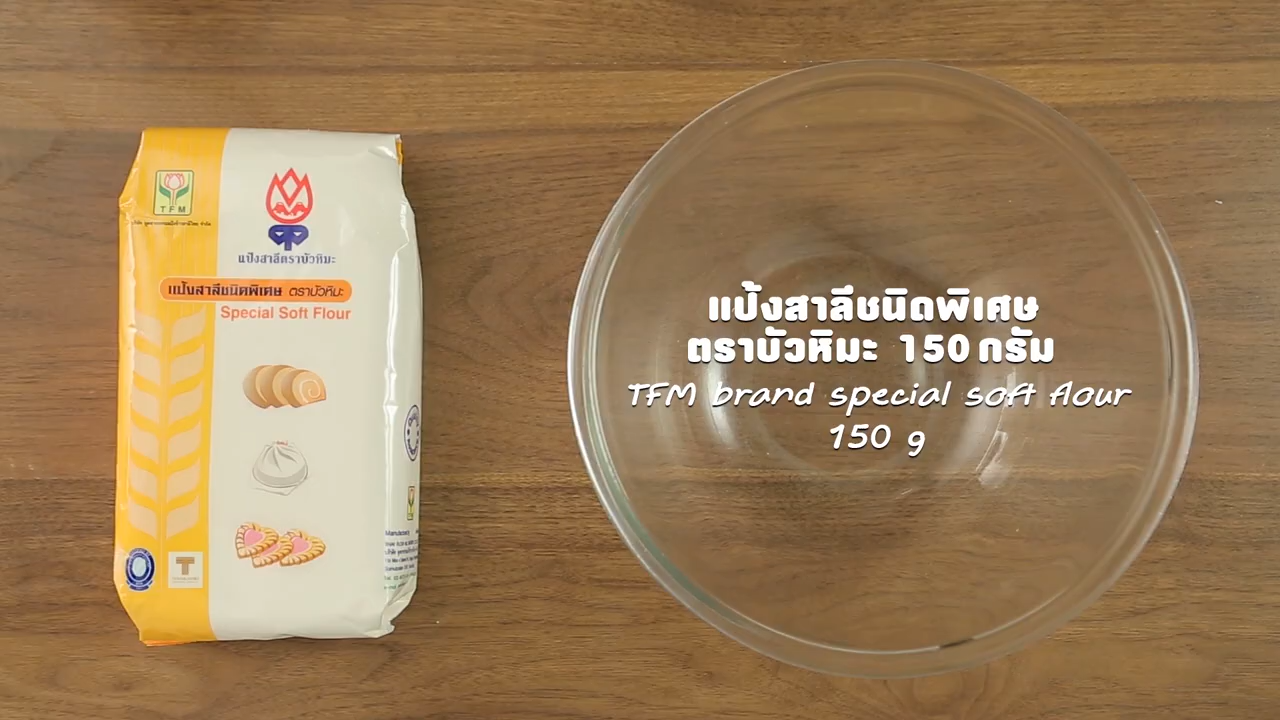 TFM
แป้งสาลีตราบัวหิมะ
แป้งสาลีชนิดพิเศษ ตราบัวหิมะ
Special Soft Flour
แป้งสาลีชนิดพิเศษ
ตราบัวหิมะ 150 กรัม
TFM brand special soft flour
150 g